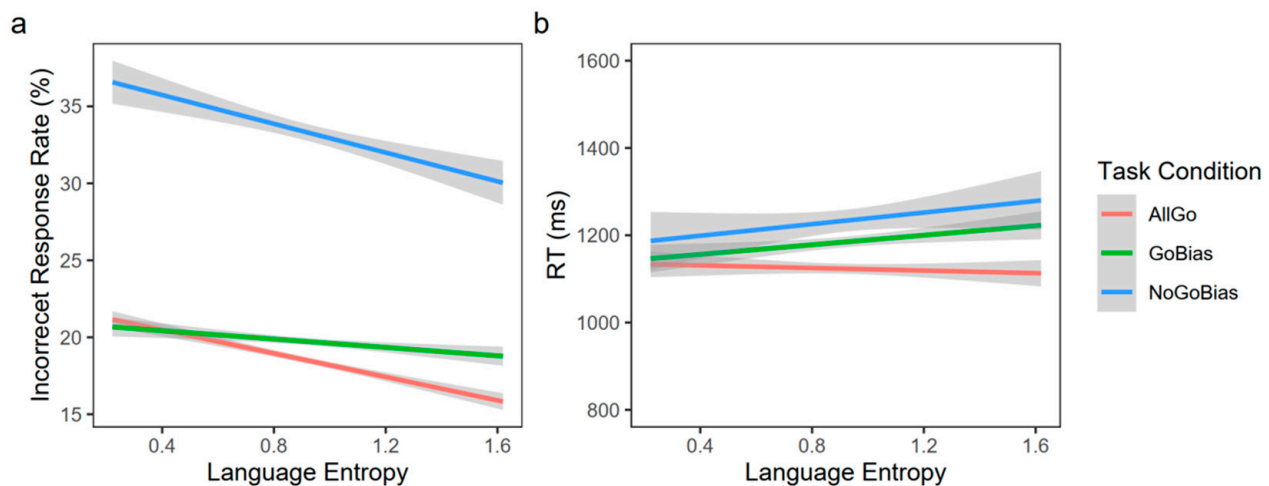 a
Incorrecet Response Rate (%)
35
30
25
20
15
0.4 0.8 1.2 1.6
Language Entropy
b
RT (ms)
1600
1400
1200
1000
800
0.4 0.8 1.2 1.6
Language Entropy
Task Condition
AllGo
GoBias
NoGoBias